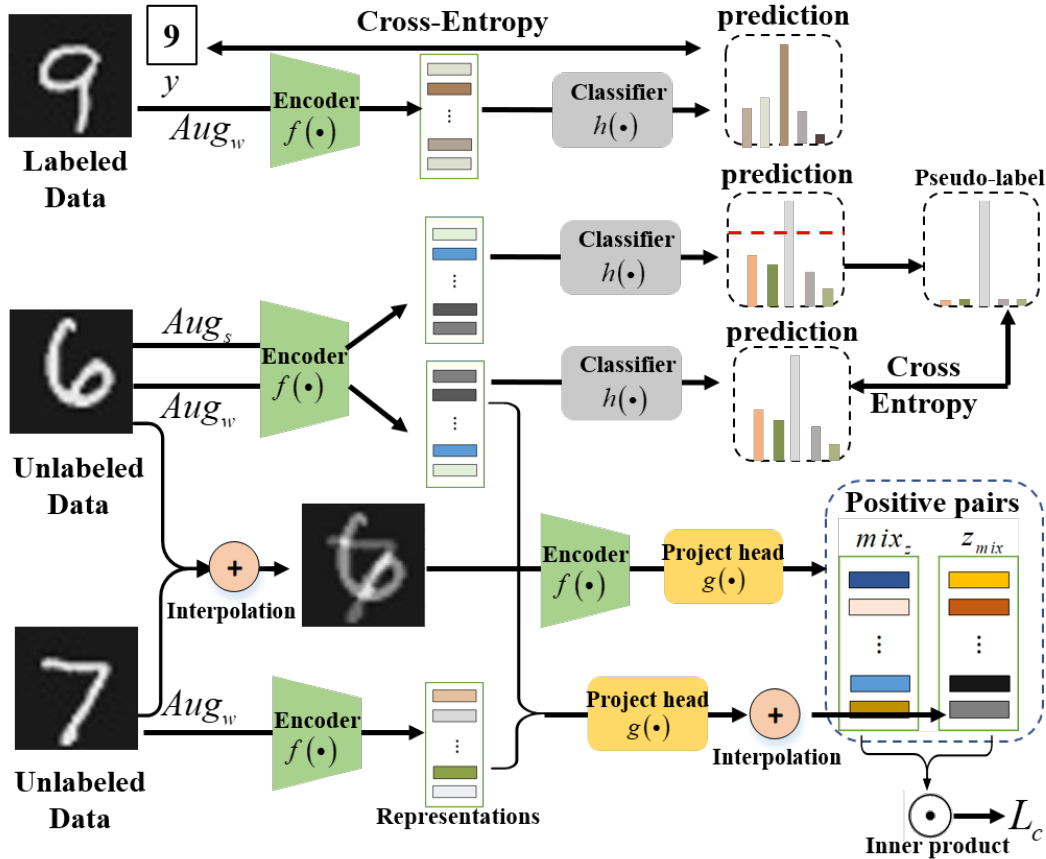 9
Cross-Entropy
prediction
y
Aug_w
Encoder
f(•)
Classifier
h(•)
Labeled
Data
prediction
Pseudo-label
Classifier
h(•)
Aug_s
Encoder
f(•)
Aug_w
prediction
Classifier
h(•)
Cross
Entropy
Unlabeled
Data
Positive pairs
mix_z
z_mix
Encoder
f(•)
Project head
g(•)
+
Interpolation
Aug_w
Encoder
f(•)
Project head
g(•)
+
Interpolation
Unlabeled
Data
Representations
Inner product
L_c